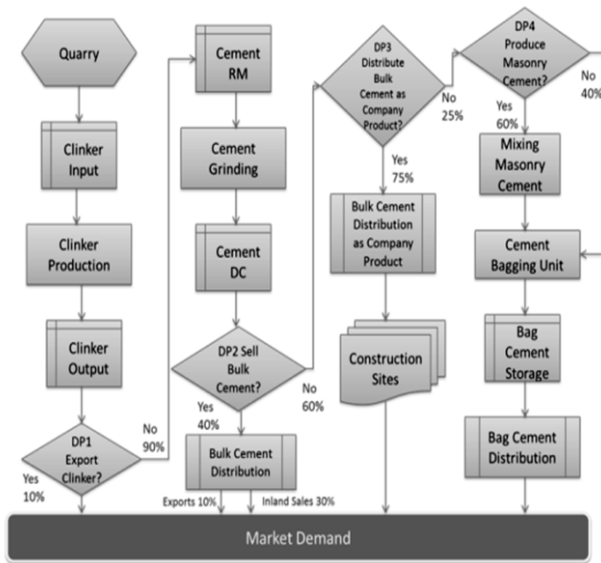 Quarry
Clinker
Input
Clinker
Production
Clinker
Output
DP1
Export
Clinker?
Yes
10%
No
90%
Cement
RM
Cement
Grinding
Cement
DC
DP2 Sell
Bulk
Cement?
Yes
40%
No
60%
Bulk Cement
Distribution
Exports 10%
Inland Sales 30%
DP3
Distribute
Bulk
Cement as
Company
Product?
No
25%
Yes
75%
Bulk Cement
Distribution
as Company
Product
Construction
Sites
DP4
Produce
Masonry
Cement?
No
40%
Yes
60%
Mixing
Masonry
Cement
Cement
Bagging Unit
Bag
Cement
Storage
Bag Cement
Distribution
Market Demand